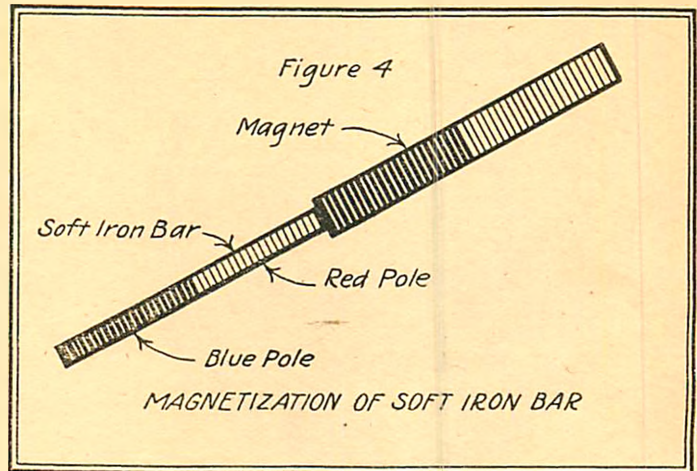 Figure 4
Magnet
Soft Iron Bar
Red Pole
Blue Pole
MAGNETIZATION OF SOFT IRON BAR